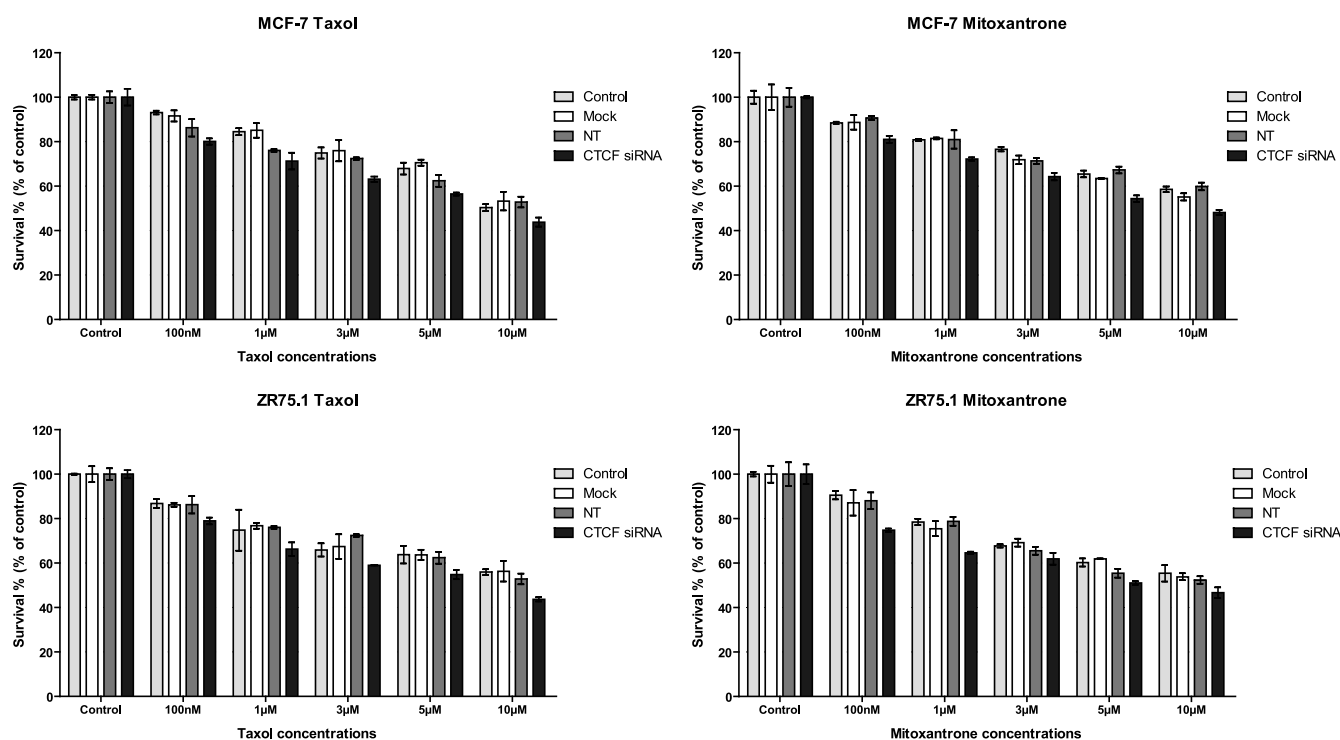 MCF-7 Taxol
120
100
80
60
40
20
0
Survival % (% of control)
Control
100nM
1µM
3µM
5µM
10µM
Taxol concentrations
Control
Mock
NT
CTCF siRNA
MCF-7 Mitoxantrone
120
100
80
60
40
20
0
Survival % (% of control)
Control
100nM
1µM
3µM
5µM
10µM
Mitoxantrone concentrations
Control
Mock
NT
CTCF siRNA
ZR75.1 Taxol
120
100
80
60
40
20
0
Survival % (% of control)
Control
100nM
1µM
3µM
5µM
10µM
Taxol concentrations
Control
Mock
NT
CTCF siRNA
ZR75.1 Mitoxantrone
120
100
80
60
40
20
0
Survival % (% of control)
Control
100nM
1µM
3µM
5µM
10µM
Mitoxantrone concentrations
Control
Mock
NT
CTCF siRNA